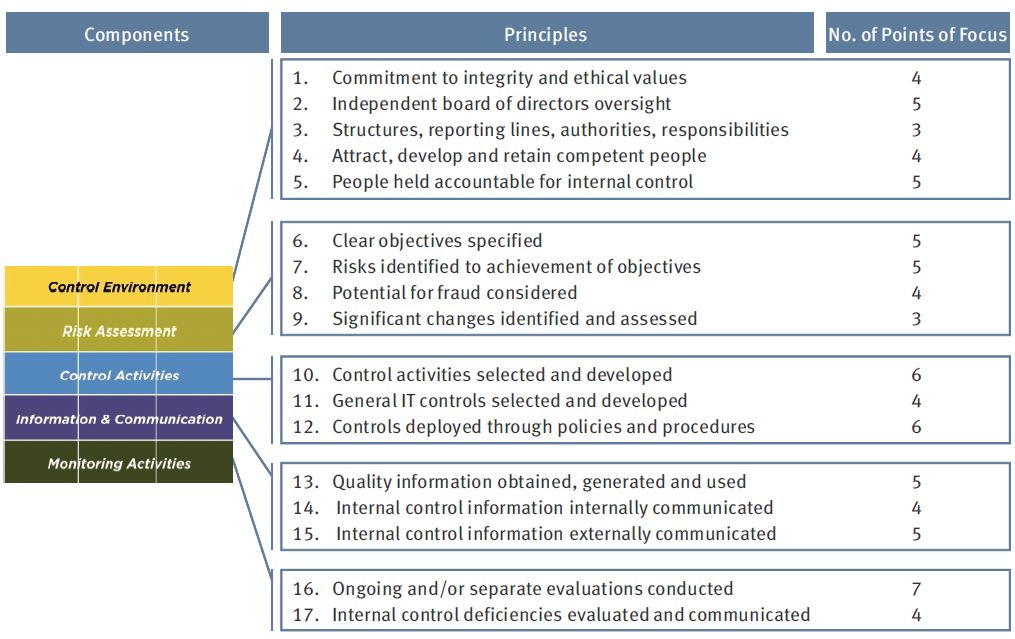 Components Principles No. of Points of Focus
1. Commitment to integrity and ethical values 4
2. Independent board of directors oversight 5
3. Structures, reporting lines, authorities, responsibilities 3
4. Attract, develop and retain competent people 4
5. People held accountable for internal control 5
6. Clear objectives specified 5
7. Risks identified to achievement of objectives 5
8. Potential for fraud considered 4
9. Significant changes identified and assessed 3
Control Environment
Risk Assessment
Control Activities
Information & Communication
Monitoring Activities
10. Control activities selected and developed 6
11. General IT controls selected and developed 4
12. Controls deployed through policies and procedures 6
13. Quality information obtained, generated and used 5
14. Internal control information internally communicated 4
15. Internal control information externally communicated 5
16. Ongoing and/or separate evaluations conducted 7
17. Internal control deficiencies evaluated and communicated 4